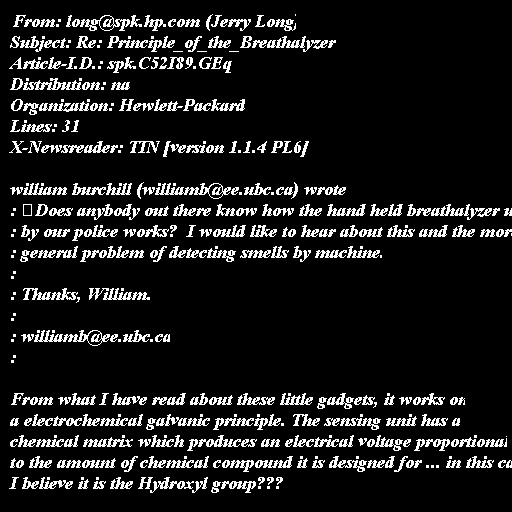 From: long@spk.hp.com (Jerry Long)
Subject: Re: Principle_of_the_Breathalyzer
Article-I.D.: spk.C52I89.GEq
Distribution: na
Organization: Hewlett-Packard
Lines: 31
X-Newsreader: TIN [version 1.1.4 PL6]

william burchill (williamb@ee.ubc.ca) wrote
: Does anybody out there know how the hand held breathalyzer
: by our police works?  I would like to hear about this and the
: general problem of detecting smells by machine.
:
: Thanks, William.
:
: williamb@ee.ubc.ca
:

From what I have read about these little gadgets, it works on
a electrochemical galvanic principle. The sensing unit has a
chemical matrix which produces an electrical voltage proportional
to the amount of chemical compound it is designed for ... in this
I believe it is the Hydroxyl group???